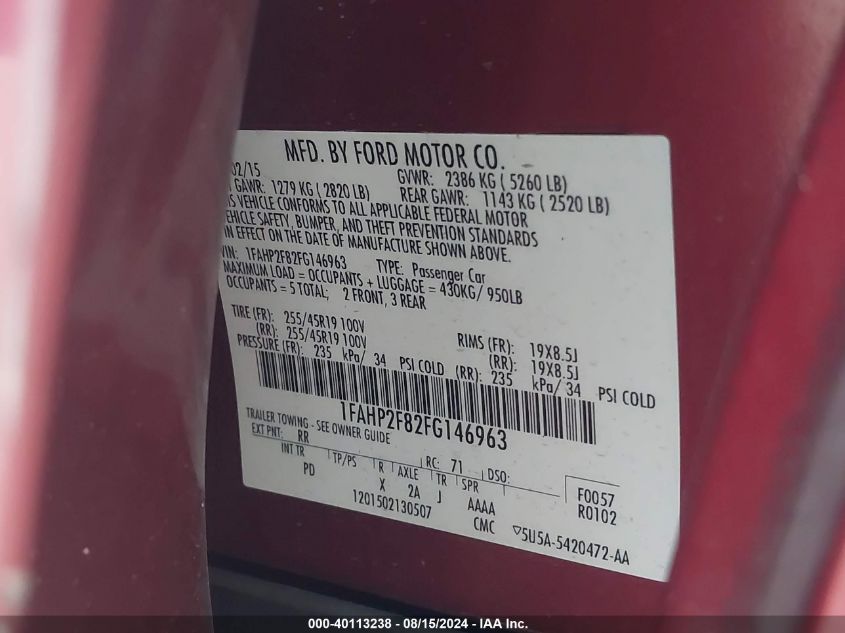 MFD. BY FORD MOTOR CO.
02/15 GVWR: 2386 KG ( 5260 LB)
GAWR: 1279 KG ( 2820 LB) REAR GAWR: 1143 KG ( 2520 LB)
VEHICLE CONFORMS TO ALL APPLICABLE FEDERAL MOTOR
EHICLE SAFETY, BUMPER, AND THEFT PREVENTION STANDARDS
IN EFFECT ON THE DATE OF MANUFACTURE SHOWN ABOVE.
VIN: 1FAHP2F82FG146963 TYPE: Passenger Car
MAXIMUM LOAD = OCCUPANTS + LUGGAGE = 430KG/ 950LB
OCCUPANTS = 5 TOTAL; 2 FRONT, 3 REAR
TIRE (FR): 255/45R19 100V RIMS (FR): 19X8.5J
(RR): 255/45R19 100V (RR): 19X8.5J
PRESSURE (FR): 235 kPa/ 34 PSI COLD (RR): 235 kPa/ 34 PSI COLD
1FAHP2F82FG146963
TRAILER TOWING - SEE OWNER GUIDE
EXT PNT: RR RC: 71 DSO: F0057
INT TR TP/PS R AXLE TR SPR R0102
PD X 2A J AAAA
1201502130507 CMC ▽5U5A-5420472-AA
000-40113238 - 08/15/2024 - IAA Inc.